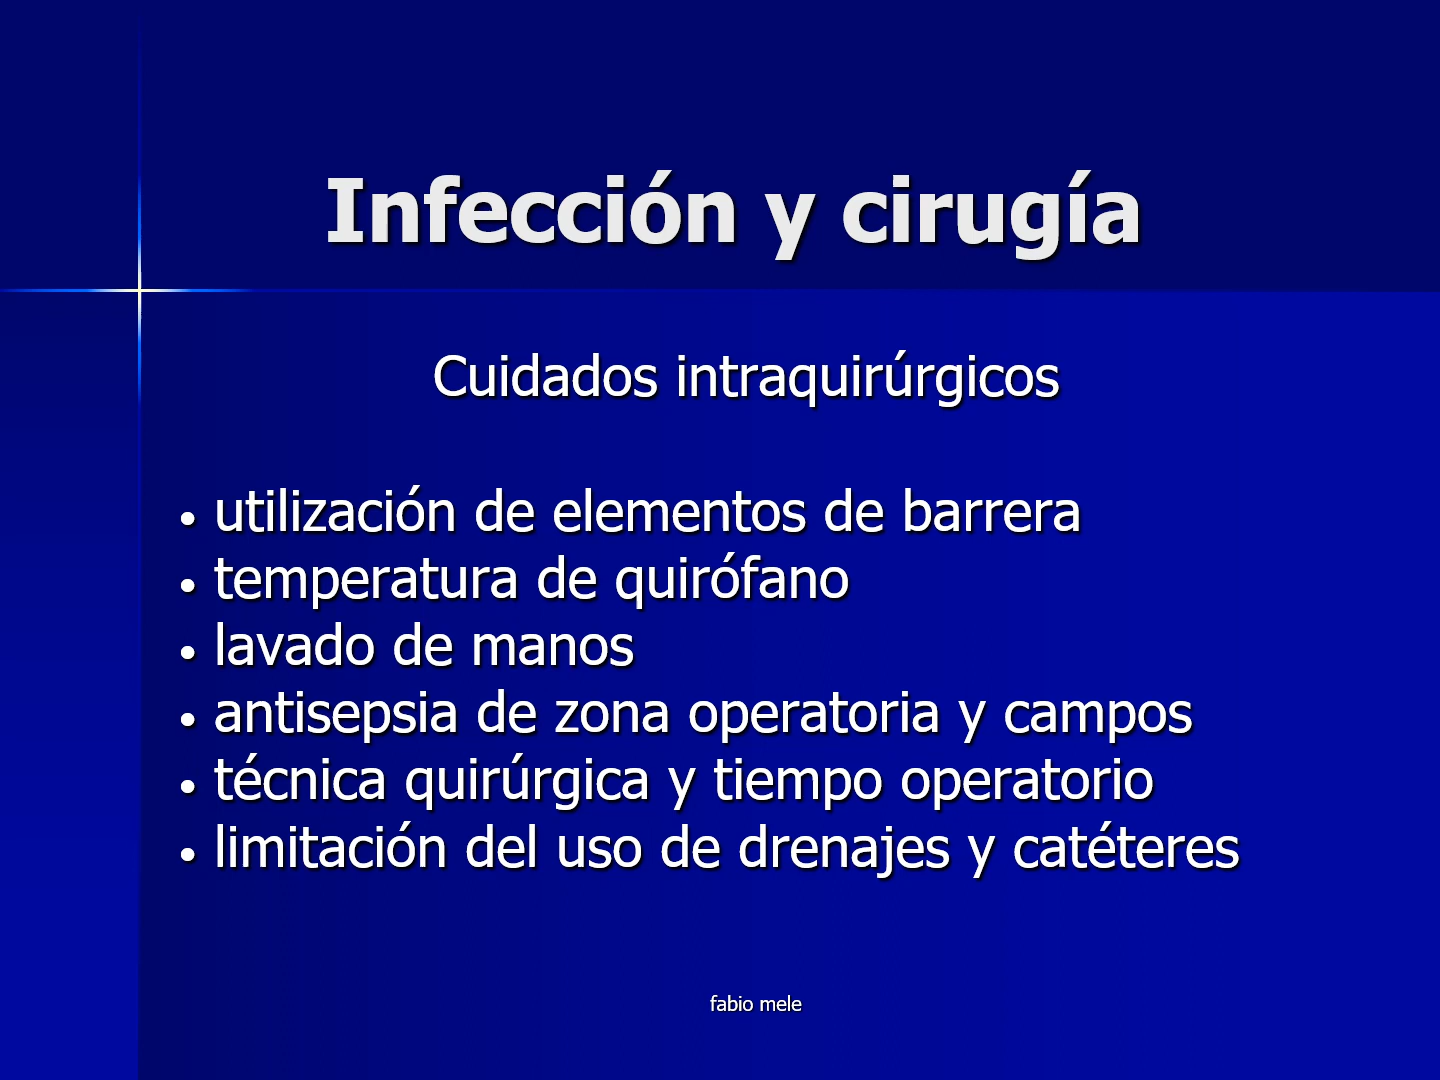 Infección y cirugía
Cuidados intraquirúrgicos
• utilización de elementos de barrera
• temperatura de quirófano
• lavado de manos
• antisepsia de zona operatoria y campos
• técnica quirúrgica y tiempo operatorio
• limitación del uso de drenajes y catéteres
fabio mele